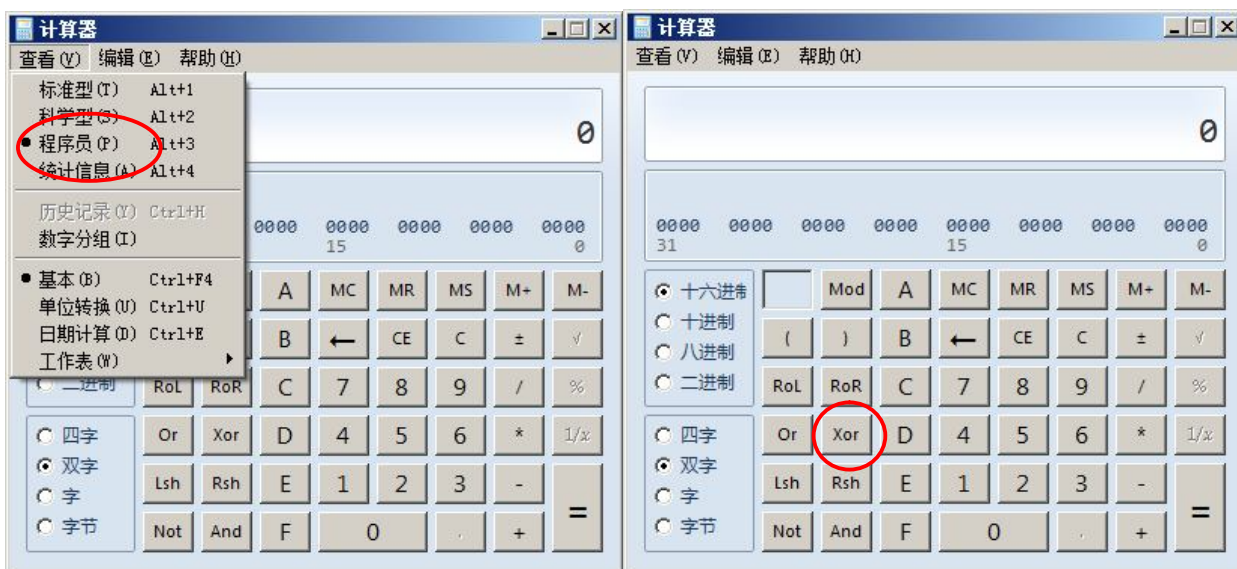 计算器
查看(V) 编辑(E) 帮助(H)
标准型(T) Alt+1
科学型(S) Alt+2
程序员(P) Alt+3
统计信息(A) Alt+4
历史记录(Y) Ctrl+H
数字分组(I)
基本(B) Ctrl+F4
单位转换(U) Ctrl+U
日期计算(D) Ctrl+E
工作表(W)
0
0000 0000 0000 0000 0000
15 0
A MC MR MS M+ M-
B ← CE C ± √
二进制 RoL RoR C 7 8 9 / %
四字 Or Xor D 4 5 6 * 1/x
双字
字 Lsh Rsh E 1 2 3 - =
字节 Not And F 0 . +
计算器
查看(V) 编辑(E) 帮助(H)
0
0000 0000 0000 0000 0000 0000 0000 0000
31 15 0
十六进制 Mod A MC MR MS M+ M-
十进制 ( ) B ← CE C ± √
八进制
二进制 RoL RoR C 7 8 9 / %
四字 Or Xor D 4 5 6 * 1/x
双字
字 Lsh Rsh E 1 2 3 - =
字节 Not And F 0 . +